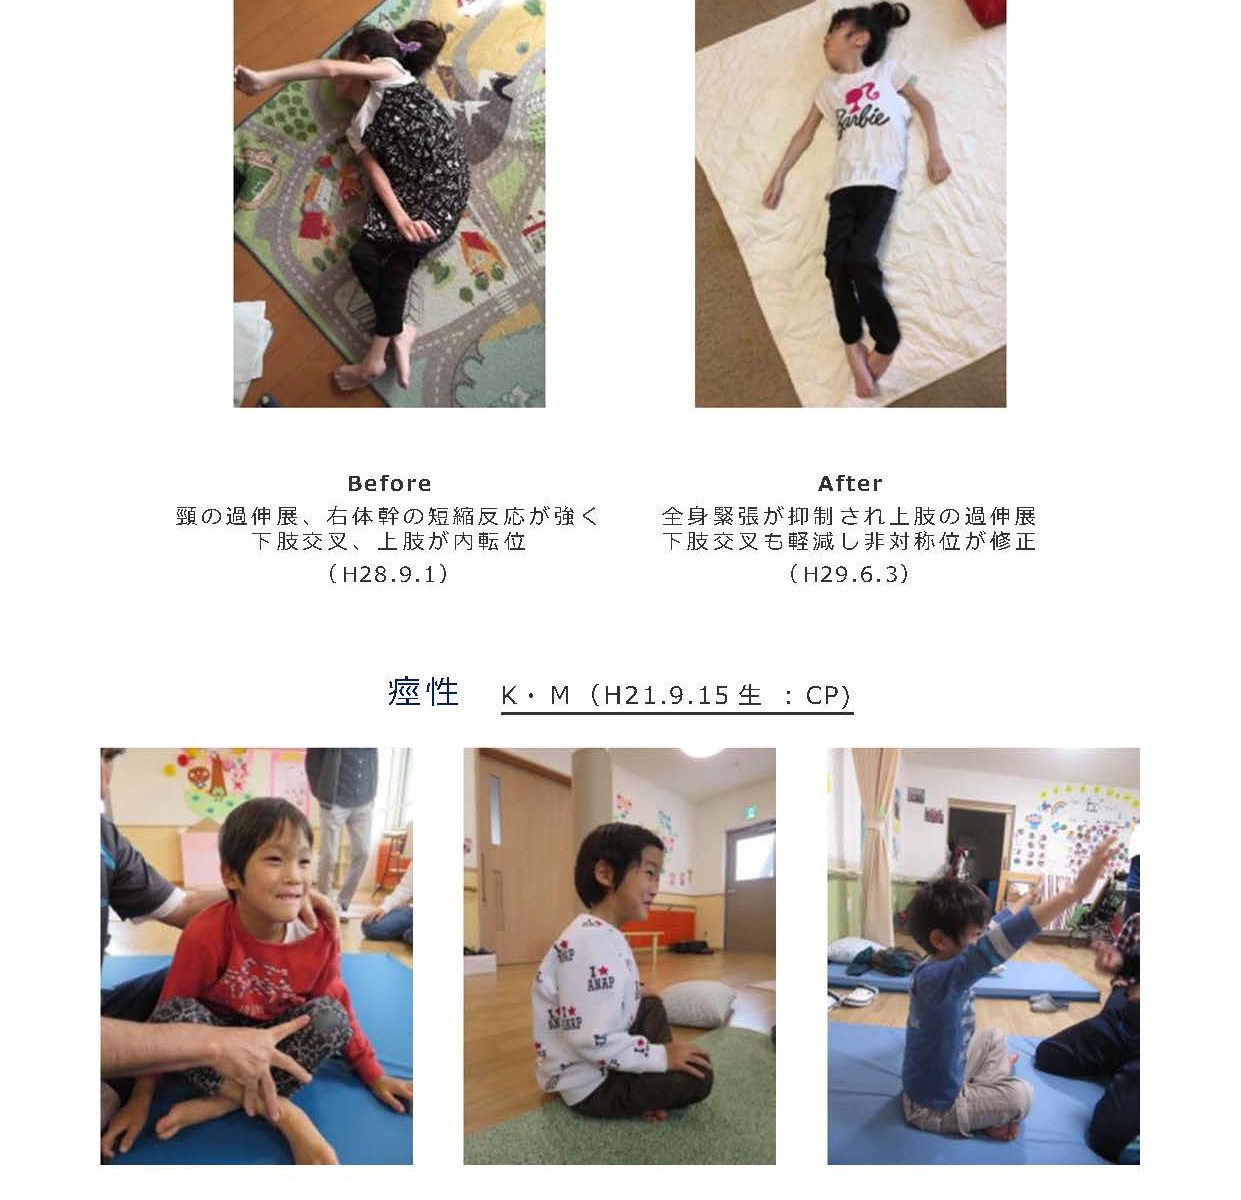 Barbie
Before
頸の過伸展、右体幹の短縮反応が強く
下肢交叉、上肢が内転位
（H28.9.1）
After
全身緊張が抑制され上肢の過伸展
下肢交叉も軽減し非対称位が修正
（H29.6.3）
痙性 K・M（H21.9.15生 ：CP)
I★
ANAP